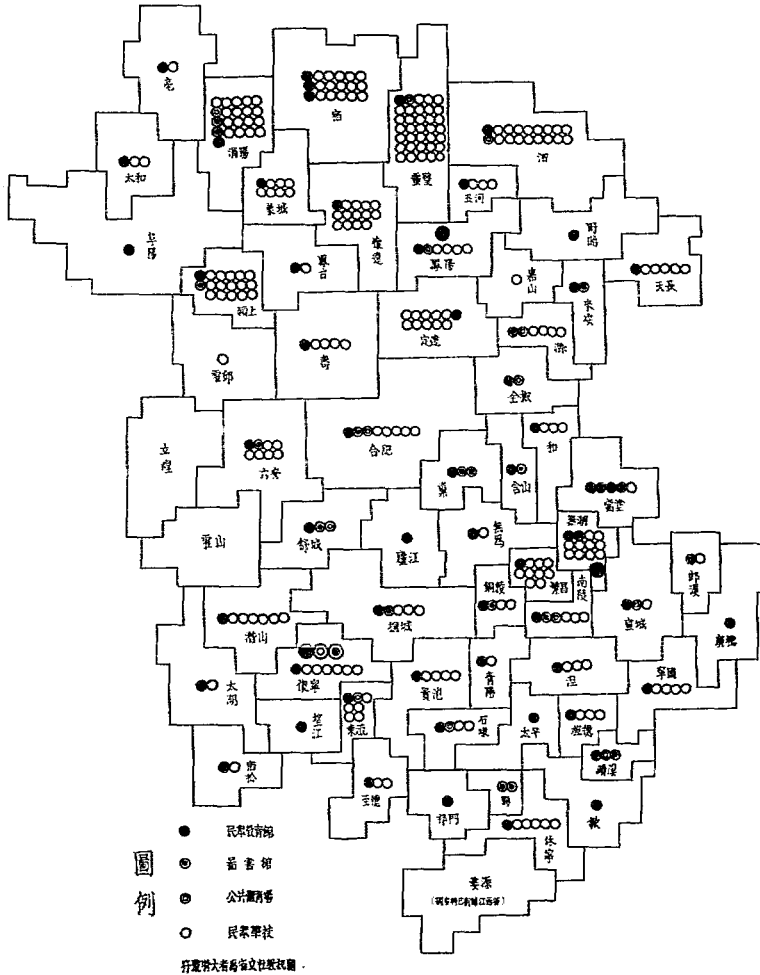 亳
渦陽
宿
靈璧
泗
太和
蒙城
懷遠
五河
阜陽
鳳台
鳳陽
盱眙
嘉山
來安
天長
潁上
霍邱
壽
定遠
滁
全椒
立煌
六安
合肥
巢
含山
和
當塗
霍山
舒城
廬江
無為
蕪湖
繁昌
南陵
銅陵
宣城
郎溪
廣德
潛山
桐城
懷寧
太湖
望江
東流
貴池
青陽
涇
寧國
石埭
太平
旌德
績溪
宿松
至德
祁門
黟
歙
休寧
婺源
圖例
民眾教育館
圖書館
公共體育場
民眾學校